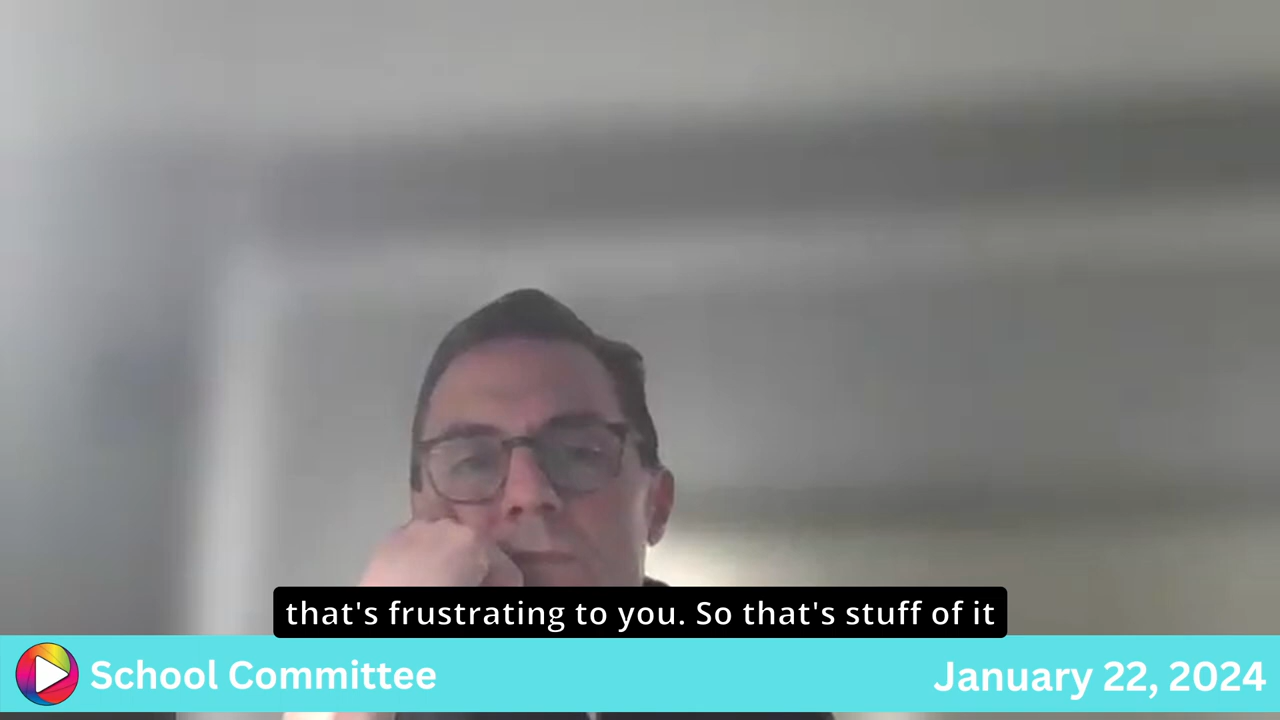 that's frustrating to you. So that's stuff of it
School Committee
January 22, 2024